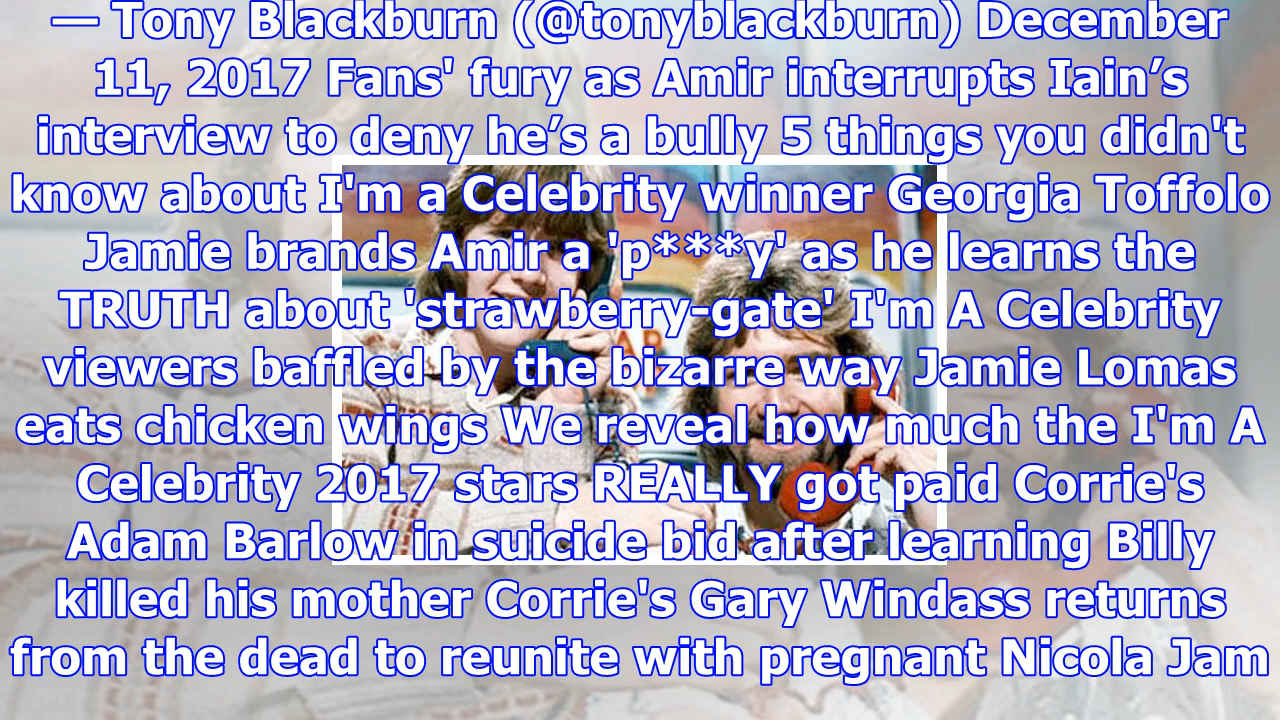 — Tony Blackburn (@tonyblackburn) December
11, 2017 Fans' fury as Amir interrupts Iain’s
interview to deny he’s a bully 5 things you didn't
know about I'm a Celebrity winner Georgia Toffolo
Jamie brands Amir a 'p***y' as he learns the
TRUTH about 'strawberry-gate' I'm A Celebrity
viewers baffled by the bizarre way Jamie Lomas
eats chicken wings We reveal how much the I'm A
Celebrity 2017 stars REALLY got paid Corrie's
Adam Barlow in suicide bid after learning Billy
killed his mother Corrie's Gary Windass returns
from the dead to reunite with pregnant Nicola Jam